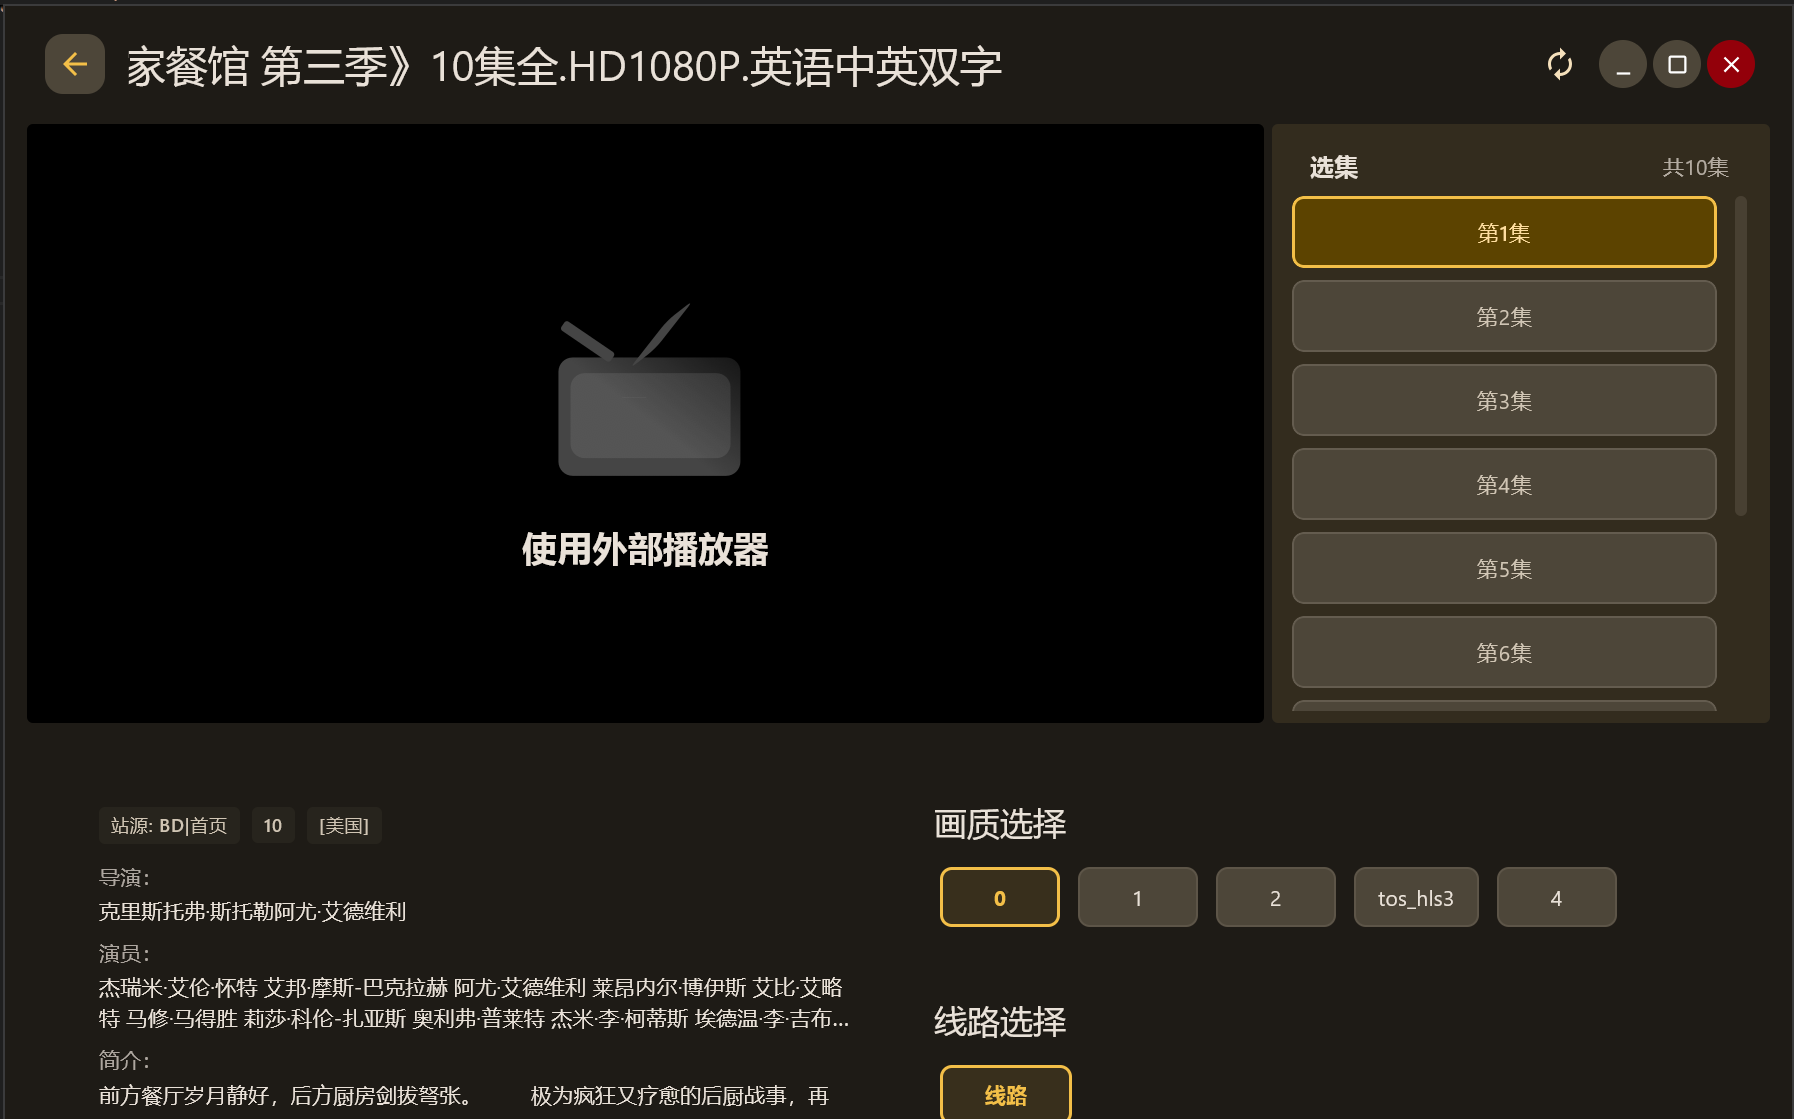 家餐馆 第三季》10集全.HD1080P.英语中英双字
使用外部播放器
选集
共10集
第1集
第2集
第3集
第4集
第5集
第6集
站源: BD|首页
10
[美国]
导演：
克里斯托弗·斯托勒阿尤·艾德维利
演员：
杰瑞米·艾伦·怀特 艾邦·摩斯-巴克拉赫 阿尤·艾德维利 莱昂内尔·博伊斯 艾比·艾略
特 马修·马得胜 莉莎·科伦-扎亚斯 奥利弗·普莱特 杰米·李·柯蒂斯 埃德温·李·吉布...
简介：
前方餐厅岁月静好，后方厨房剑拔弩张。 极为疯狂又疗愈的后厨战事，再
画质选择
0
1
2
tos_hls3
4
线路选择
线路